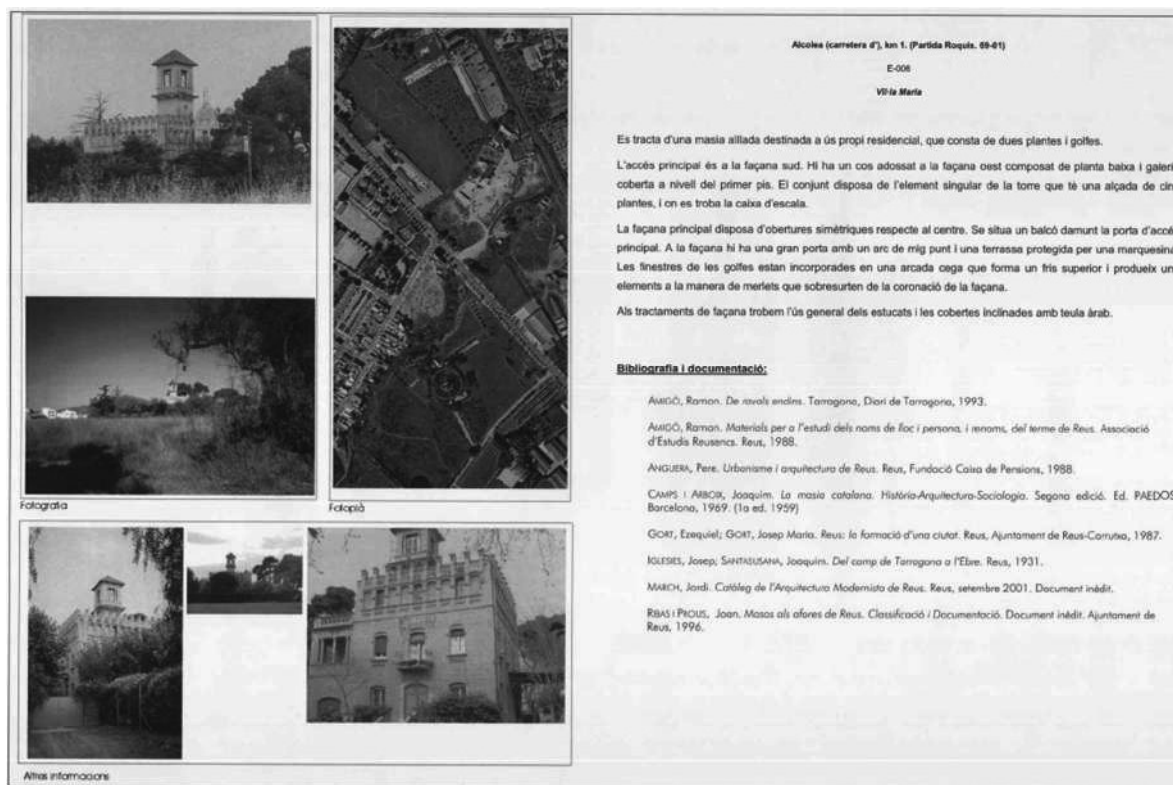 Alcolea (carretera d'), km 1. (Partida Roquis. 69-61)
E-006
Vil·la Maria
Es tracta d'una masia aïllada destinada a ús propi residencial, que consta de dues plantes i golfes.
L'accés principal és a la façana sud. Hi ha un cos adossat a la façana oest composat de planta baixa i galeri
coberta a nivell del primer pis. El conjunt disposa de l'element singular de la torre que tè una alçada de cin
plantes, i on es troba la caixa d'escala.
La façana principal disposa d'obertures simètriques respecte al centre. Se situa un balcó damunt la porta d'accé
principal. A la façana hi ha una gran porta amb un arc de mig punt i una terrassa protegida per una marquesina
Les finestres de les golfes estan incorporades en una arcada cega que forma un fris superior i produeix un
elements a la manera de merlets que sobresurten de la coronació de la façana.
Als tractaments de façana trobem l'ús general dels estucats i les cobertes inclinades amb teula àrab.
Bibliografia i documentació:
AMIGÓ, Ramon. De ravals endins. Tarragona, Diari de Tarragona, 1993.
AMIGÓ, Ramon. Materials per a l'estudi dels noms de lloc i persona, i renoms, del terme de Reus. Associació
d'Estudis Reusencs. Reus, 1988.
ANGUERA, Pere. Urbanisme i arquitectura de Reus. Reus, Fundació Caixa de Pensions, 1988.
CAMPS I ARBOIX, Joaquim. La masia catalana. Història-Arquitectura-Sociologia. Segona edició. Ed. PAEDOS
Barcelona, 1969. (1a ed. 1959)
GORT, Ezequiel; GORT, Josep Maria. Reus: la formació d'una ciutat. Reus, Ajuntament de Reus-Carrutxa, 1987.
IGLESIES, Josep; SANTASUSANA, Joaquim. Del camp de Tarragona a l'Ebre. Reus, 1931.
MARCH, Jordi. Catàleg de l'Arquitectura Modernista de Reus. Reus, setembre 2001. Document inèdit.
RIBAS I PROUS, Joan. Masos als afores de Reus. Classificació i Documentació. Document inèdit. Ajuntament de
Reus, 1996.
Fotografia
Fotoplà
Altres informacions